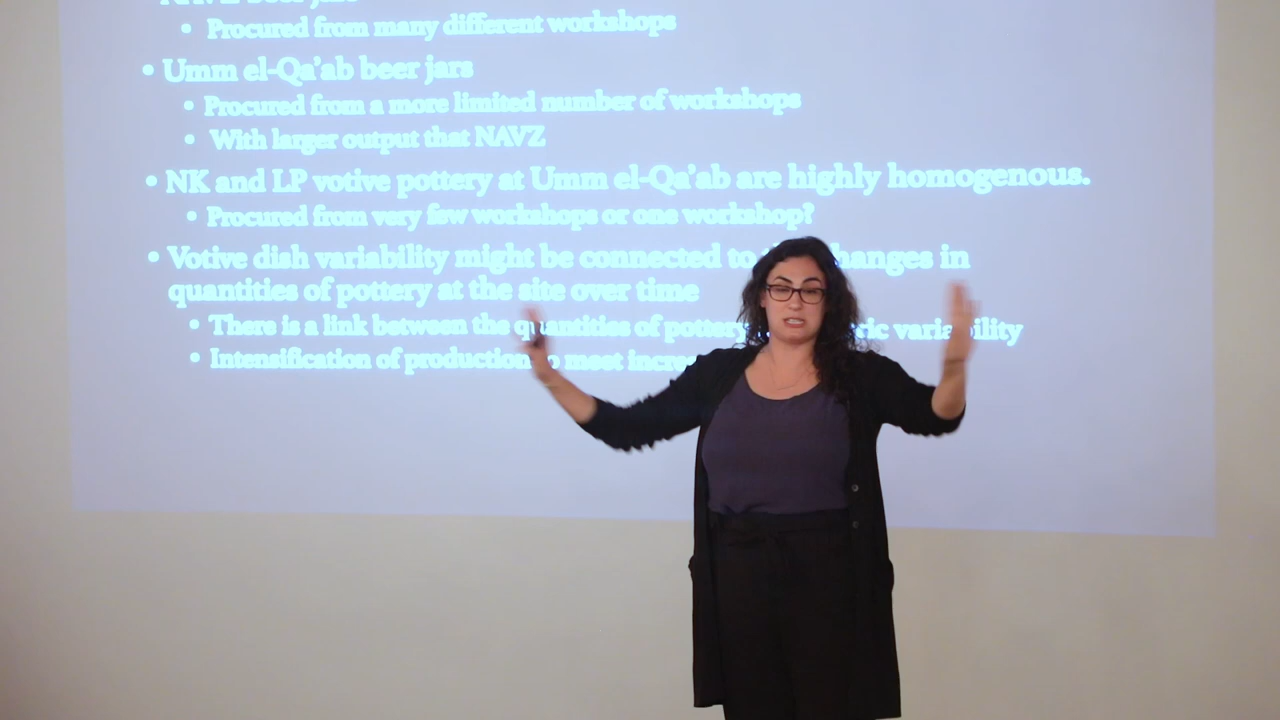 beer jars
• Procured from many different workshops
• Umm el-Qa’ab beer jars
• Procured from a more limited number of workshops
• With larger output that NAVZ
• NK and LP votive pottery at Umm el-Qa’ab are highly homogenous.
• Procured from very few workshops or one workshop?
• Votive dish variability might be connected to in
quantities of pottery at the site over time
• There is a link between the quantities of pottery variability
• Intensification of production to meet